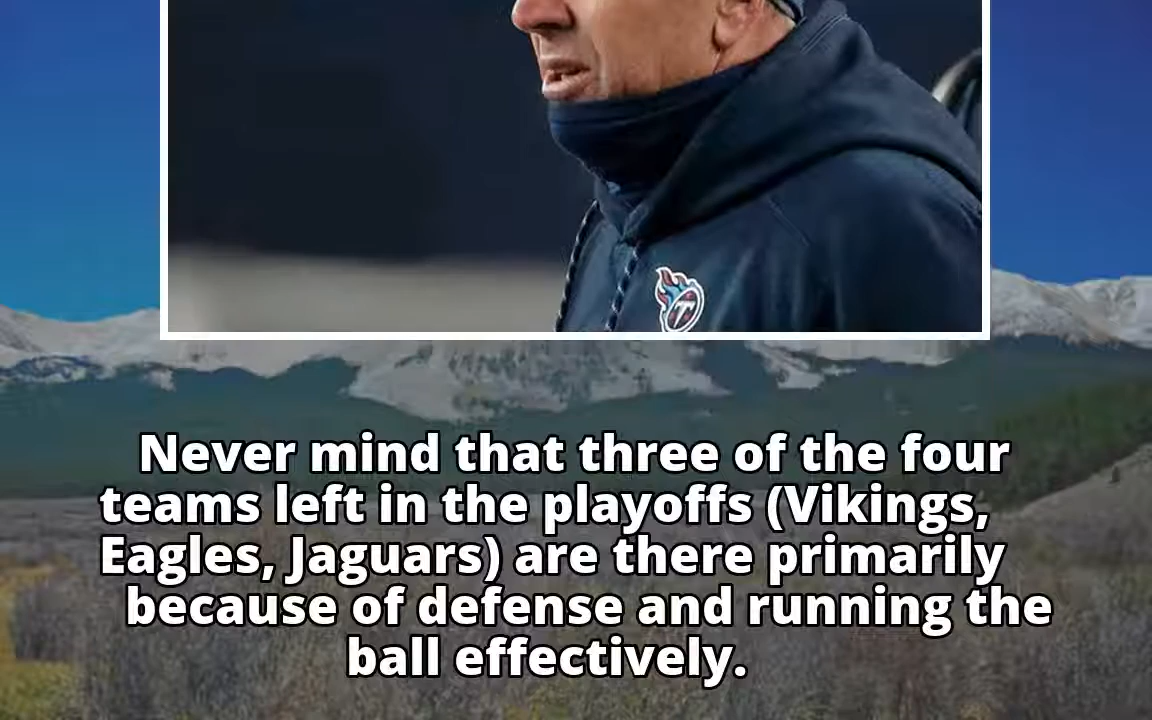 Never mind that three of the four
teams left in the playoffs (Vikings,
Eagles, Jaguars) are there primarily
because of defense and running the
ball effectively.